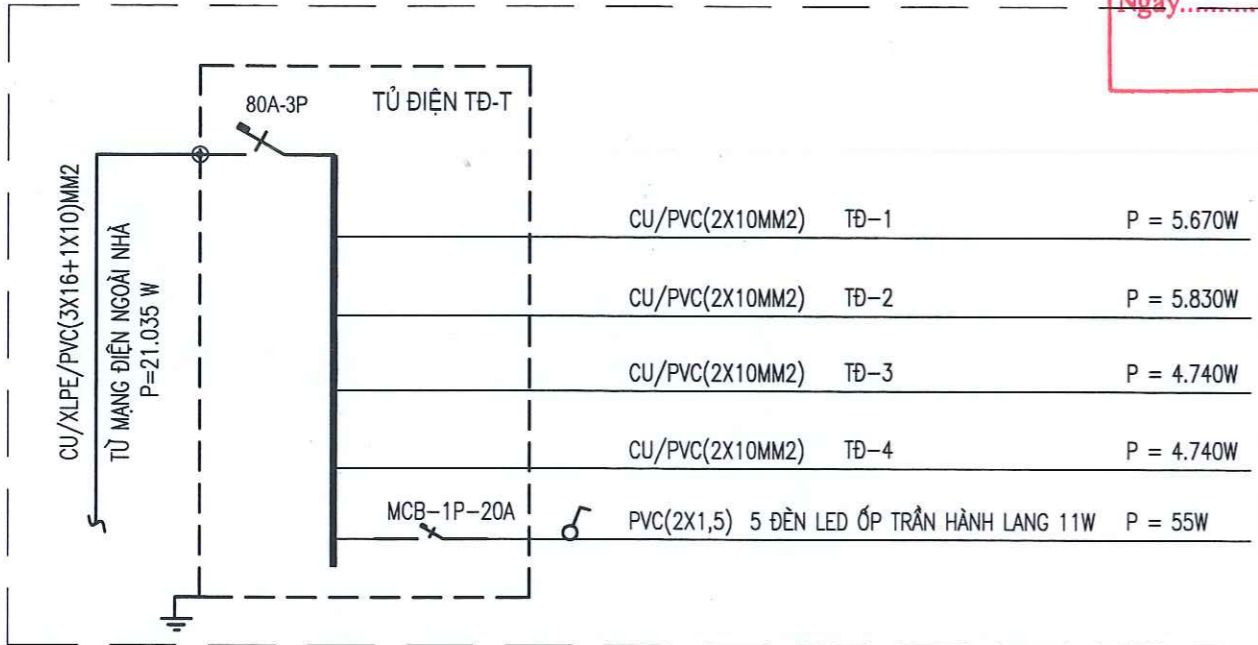 Ngày..........
80A-3P
TỦ ĐIỆN TĐ-T
CU/XLPE/PVC(3X16+1X10)MM2
TỪ MẠNG ĐIỆN NGOÀI NHÀ
P=21.035 W
CU/PVC(2X10MM2) TĐ-1 P = 5.670W
CU/PVC(2X10MM2) TĐ-2 P = 5.830W
CU/PVC(2X10MM2) TĐ-3 P = 4.740W
CU/PVC(2X10MM2) TĐ-4 P = 4.740W
MCB-1P-20A PVC(2X1,5) 5 ĐÈN LED ỐP TRẦN HÀNH LANG 11W P = 55W